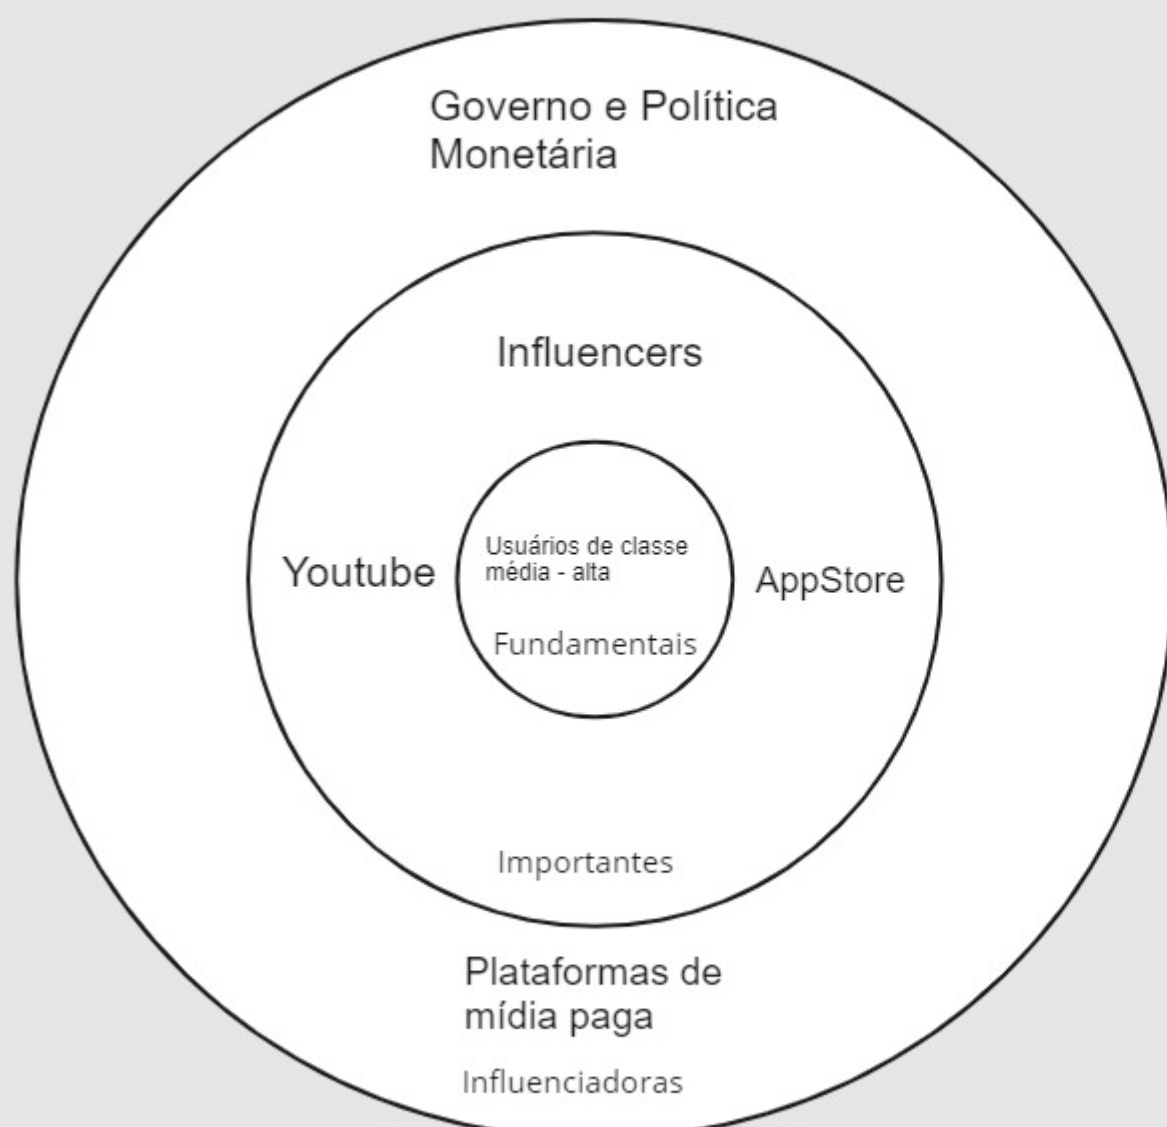 Governo e Política
Monetária
Influencers
Usuários de classe
média - alta
Youtube
AppStore
Fundamentais
Importantes
Plataformas de
mídia paga
Influenciadoras